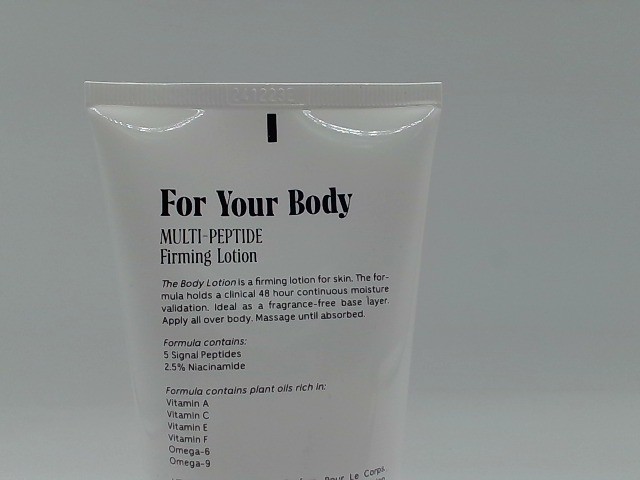 For Your Body
MULTI-PEPTIDE
Firming Lotion
The Body Lotion is a firming lotion for skin. The for-
mula holds a clinical 48 hour continuous moisture
validation. Ideal as a fragrance-free base layer.
Apply all over body. Massage until absorbed.
Formula contains:
5 Signal Peptides
2.5% Niacinamide
Formula contains plant oils rich in:
Vitamin A
Vitamin C
Vitamin E
Vitamin F
Omega-6
Omega-9
Pour Le Corps.